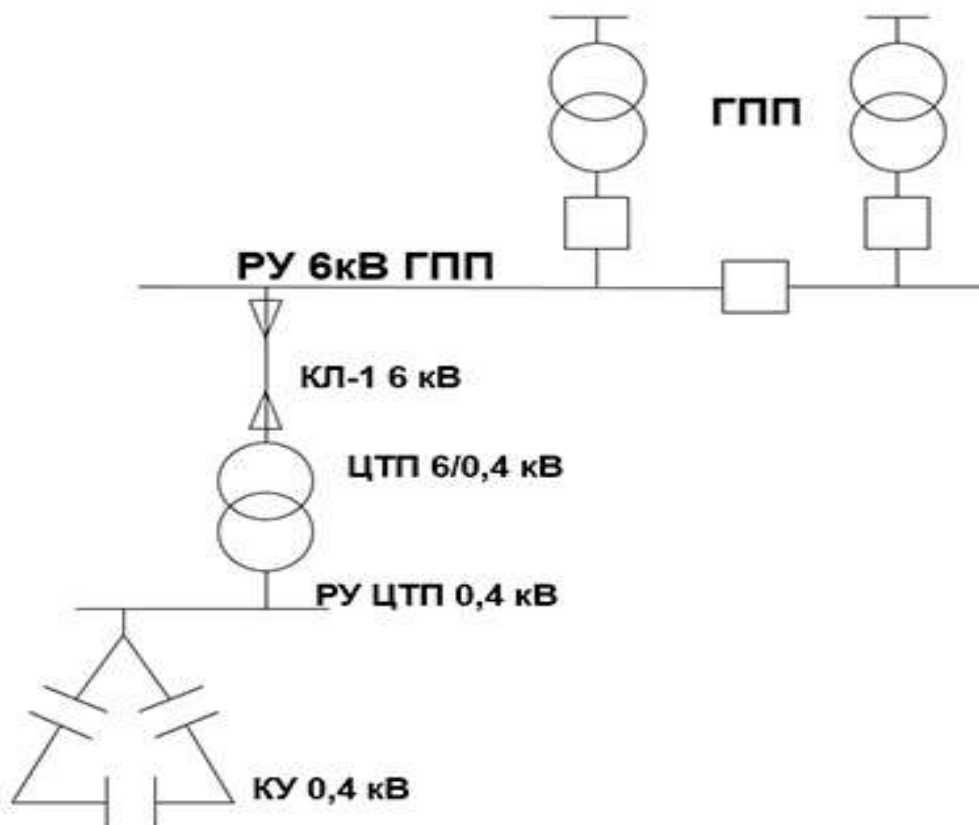 ГПП
РУ 6кВ ГПП
КЛ-1 6 кВ
ЦТП 6/0,4 кВ
РУ ЦТП 0,4 кВ
КУ 0,4 кВ